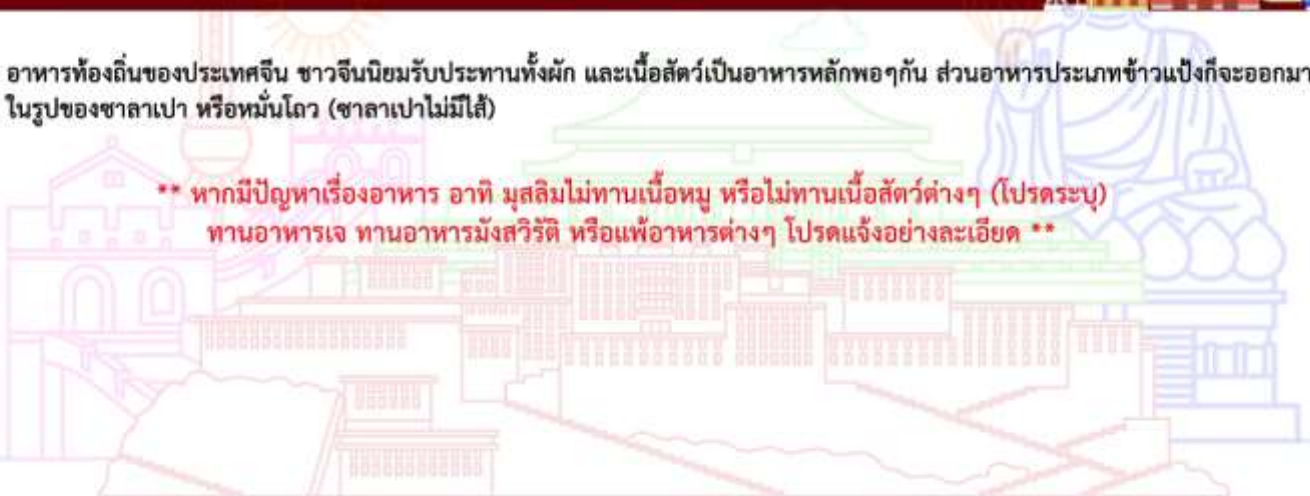 อาหารท้องถิ่นของประเทศจีน ชาวจีนนิยมรับประทานทั้งผัก และเนื้อสัตว์เป็นอาหารหลักพอๆกัน ส่วนอาหารประเภทข้าวแป้งก็จะออกมา
ในรูปของซาลาเปา หรือหมั่นโถว (ซาลาเปาไม่มีไส้)
** หากมีปัญหาเรื่องอาหาร อาทิ มุสลิมไม่ทานเนื้อหมู หรือไม่ทานเนื้อสัตว์ต่างๆ (โปรดระบุ)
ทานอาหารเจ ทานอาหารมังสวิรัติ หรือแพ้อาหารต่างๆ โปรดแจ้งอย่างละเอียด **